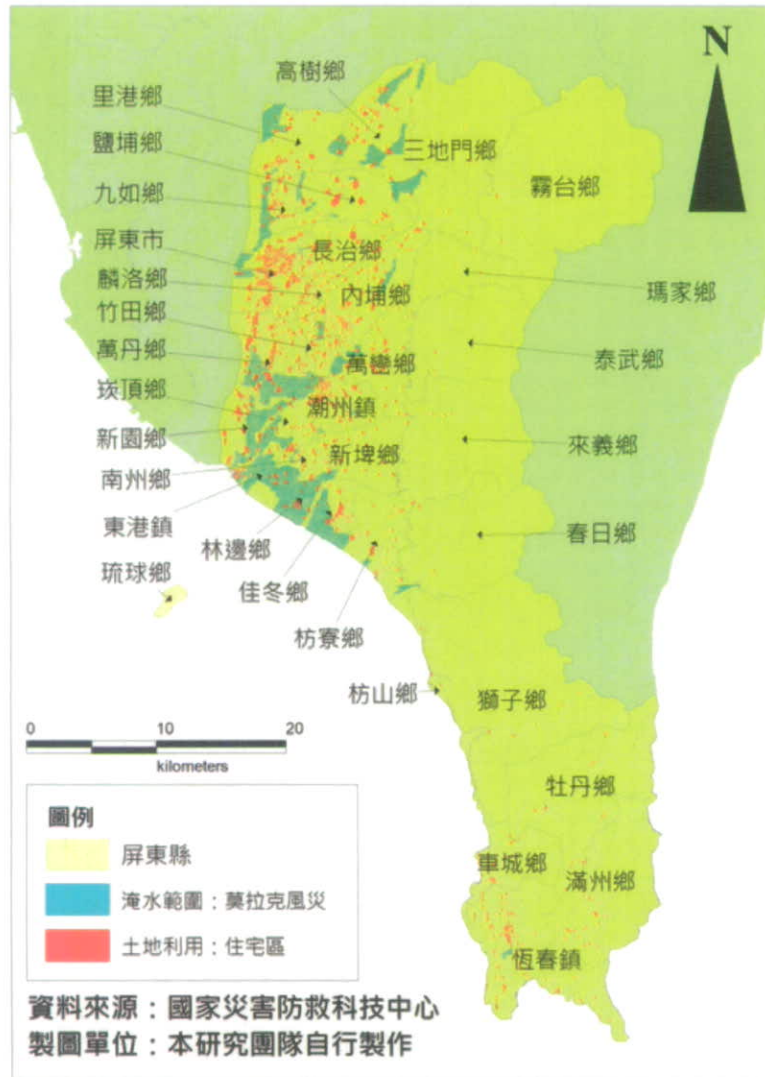 N
高樹鄉
里港鄉
鹽埔鄉
三地門鄉
霧台鄉
九如鄉
屏東市
長治鄉
麟洛鄉
內埔鄉
瑪家鄉
竹田鄉
萬丹鄉
萬巒鄉
泰武鄉
崁頂鄉
潮州鎮
新園鄉
新埤鄉
來義鄉
南州鄉
東港鎮
林邊鄉
春日鄉
琉球鄉
佳冬鄉
枋寮鄉
枋山鄉
獅子鄉
0 10 20
kilometers
牡丹鄉
車城鄉
滿州鄉
恆春鎮
圖例
屏東縣
淹水範圍：莫拉克風災
土地利用：住宅區
資料來源：國家災害防救科技中心
製圖單位：本研究團隊自行製作